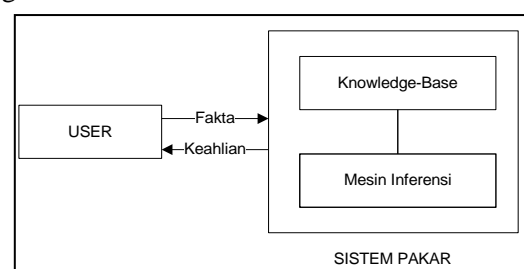 Knowledge-Base
USER
Fakta
Keahlian
Mesin Inferensi
SISTEM PAKAR